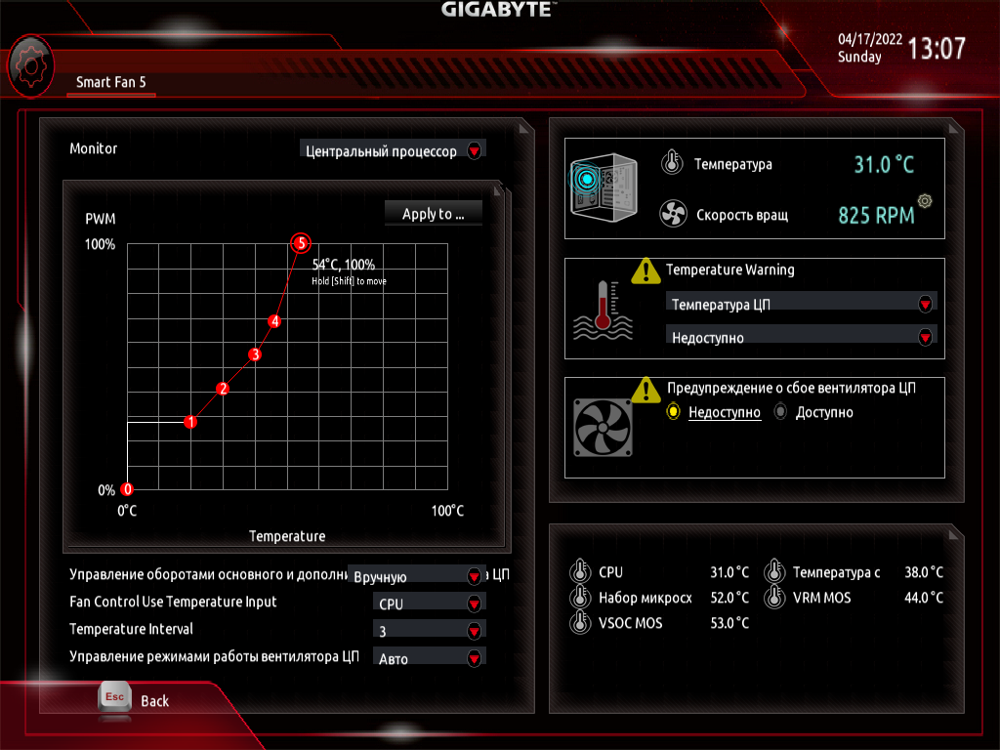 GIGABYTE
04/17/2022
Sunday
13:07
Smart Fan 5
Monitor
Центральный процессор
PWM
Apply to ...
100%
5
54°C, 100%
Hold [Shift] to move
4
3
2
1
0%
0
0°C
100°C
Temperature
Управление оборотами основного и дополни
Вручную
а ЦП
Fan Control Use Temperature Input
CPU
Temperature Interval
3
Управление режимами работы вентилятора ЦП
Авто
Esc
Back
Температура
31.0 °C
Скорость вращ
825 RPM
Temperature Warning
Температура ЦП
Недоступно
Предупреждение о сбое вентилятора ЦП
Недоступно
Доступно
CPU 31.0 °C
Температура с 38.0 °C
Набор микросх 52.0 °C
VRM MOS 44.0 °C
VSOC MOS 53.0 °C